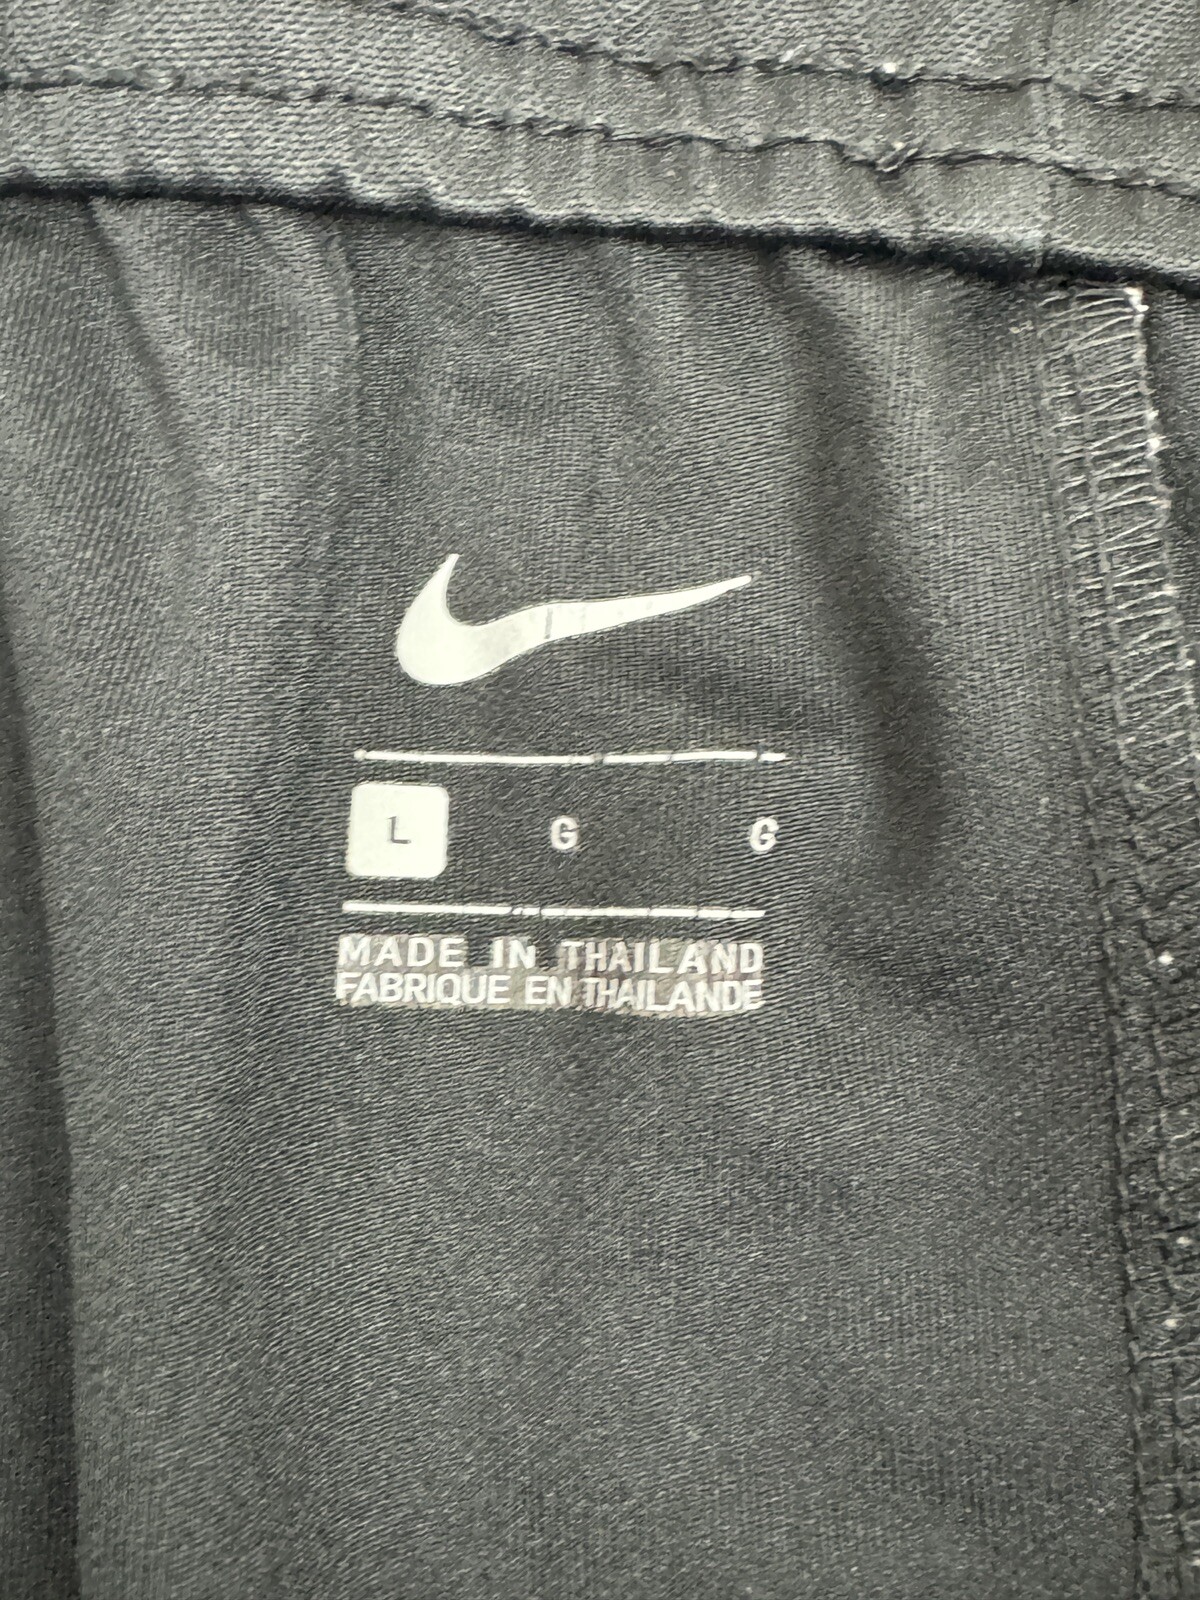 L G G
MADE IN THAILAND
FABRIQUE EN THAILANDE